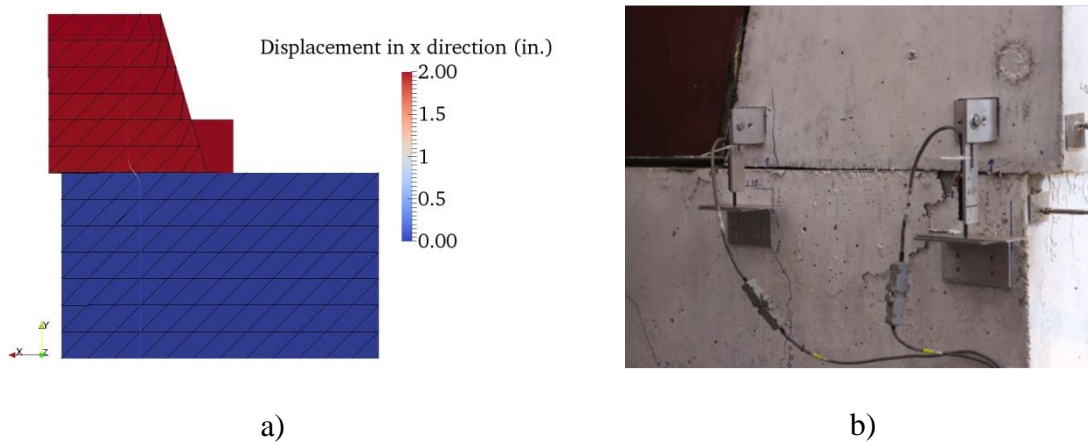 Displacement in x direction (in.)
2.00
1.5
1
0.5
0.00
Y
X
Z
a)
b)